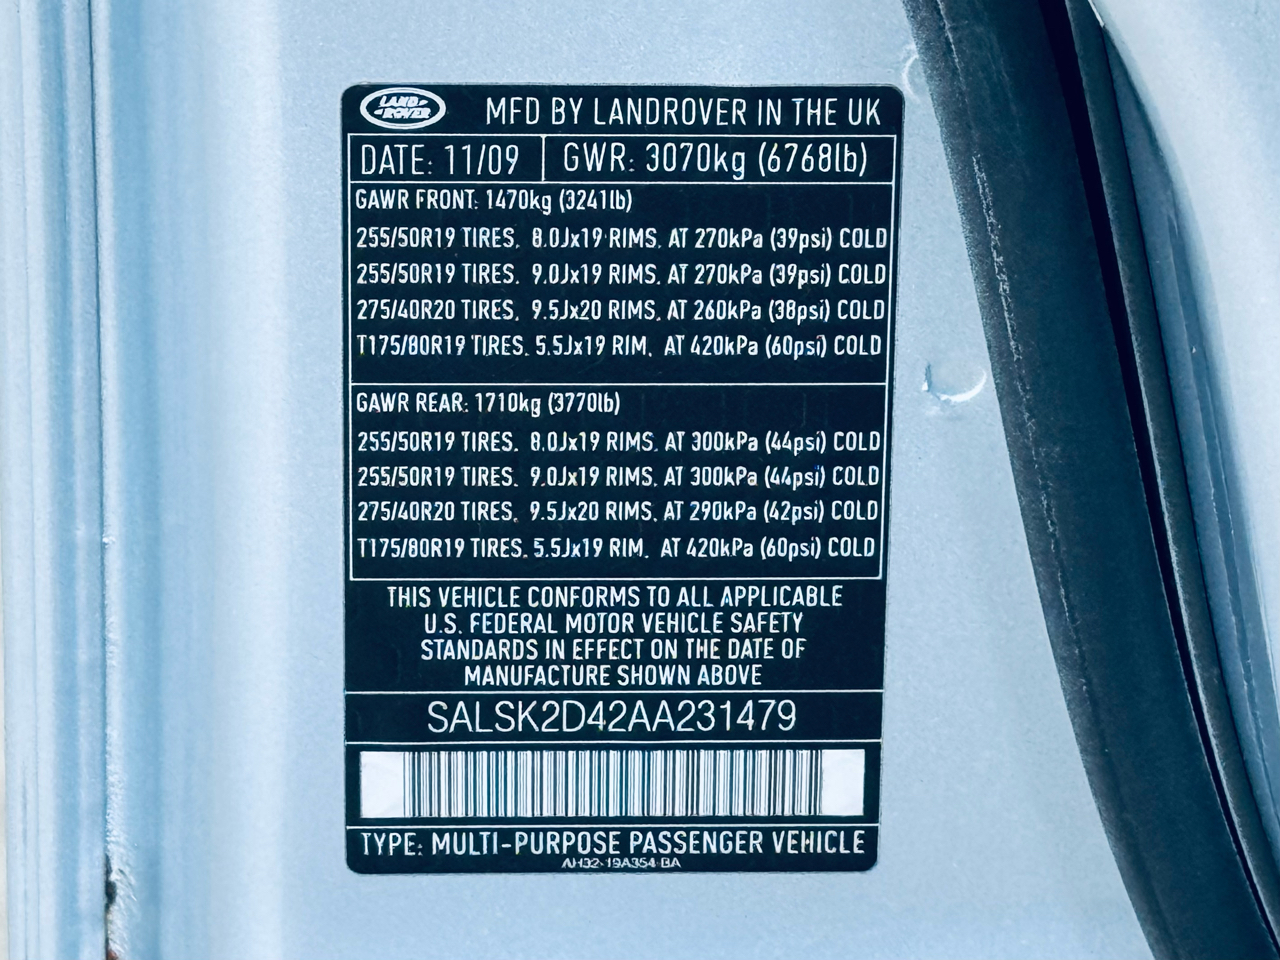 LAND-
-ROVER
MFD BY LANDROVER IN THE UK
DATE: 11/09 GWR: 3070kg (6768lb)
GAWR FRONT: 1470kg (3241lb)
255/50R19 TIRES, 8.0Jx19 RIMS, AT 270kPa (39psi) COLD
255/50R19 TIRES, 9.0Jx19 RIMS, AT 270kPa (39psi) COLD
275/40R20 TIRES, 9.5Jx20 RIMS, AT 260kPa (38psi) COLD
T175/80R19 TIRES, 5.5Jx19 RIM, AT 420kPa (60psi) COLD
GAWR REAR: 1710kg (3770lb)
255/50R19 TIRES, 8.0Jx19 RIMS, AT 300kPa (44psi) COLD
255/50R19 TIRES, 9.0Jx19 RIMS, AT 300kPa (44psi) COLD
275/40R20 TIRES, 9.5Jx20 RIMS, AT 290kPa (42psi) COLD
T175/80R19 TIRES, 5.5Jx19 RIM, AT 420kPa (60psi) COLD
THIS VEHICLE CONFORMS TO ALL APPLICABLE
U.S. FEDERAL MOTOR VEHICLE SAFETY
STANDARDS IN EFFECT ON THE DATE OF
MANUFACTURE SHOWN ABOVE
SALSK2D42AA231479
TYPE: MULTI-PURPOSE PASSENGER VEHICLE
AH32-19A354-BA